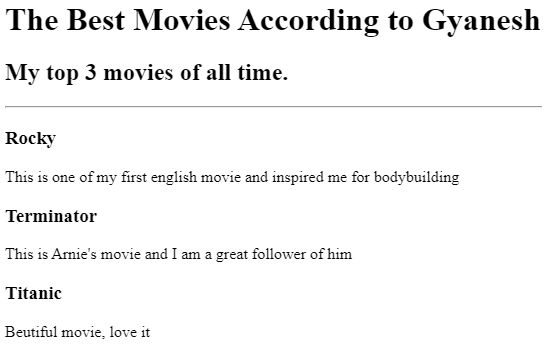 The Best Movies According to Gyanesh
My top 3 movies of all time.
Rocky
This is one of my first english movie and inspired me for bodybuilding
Terminator
This is Arnie's movie and I am a great follower of him
Titanic
Beutiful movie, love it